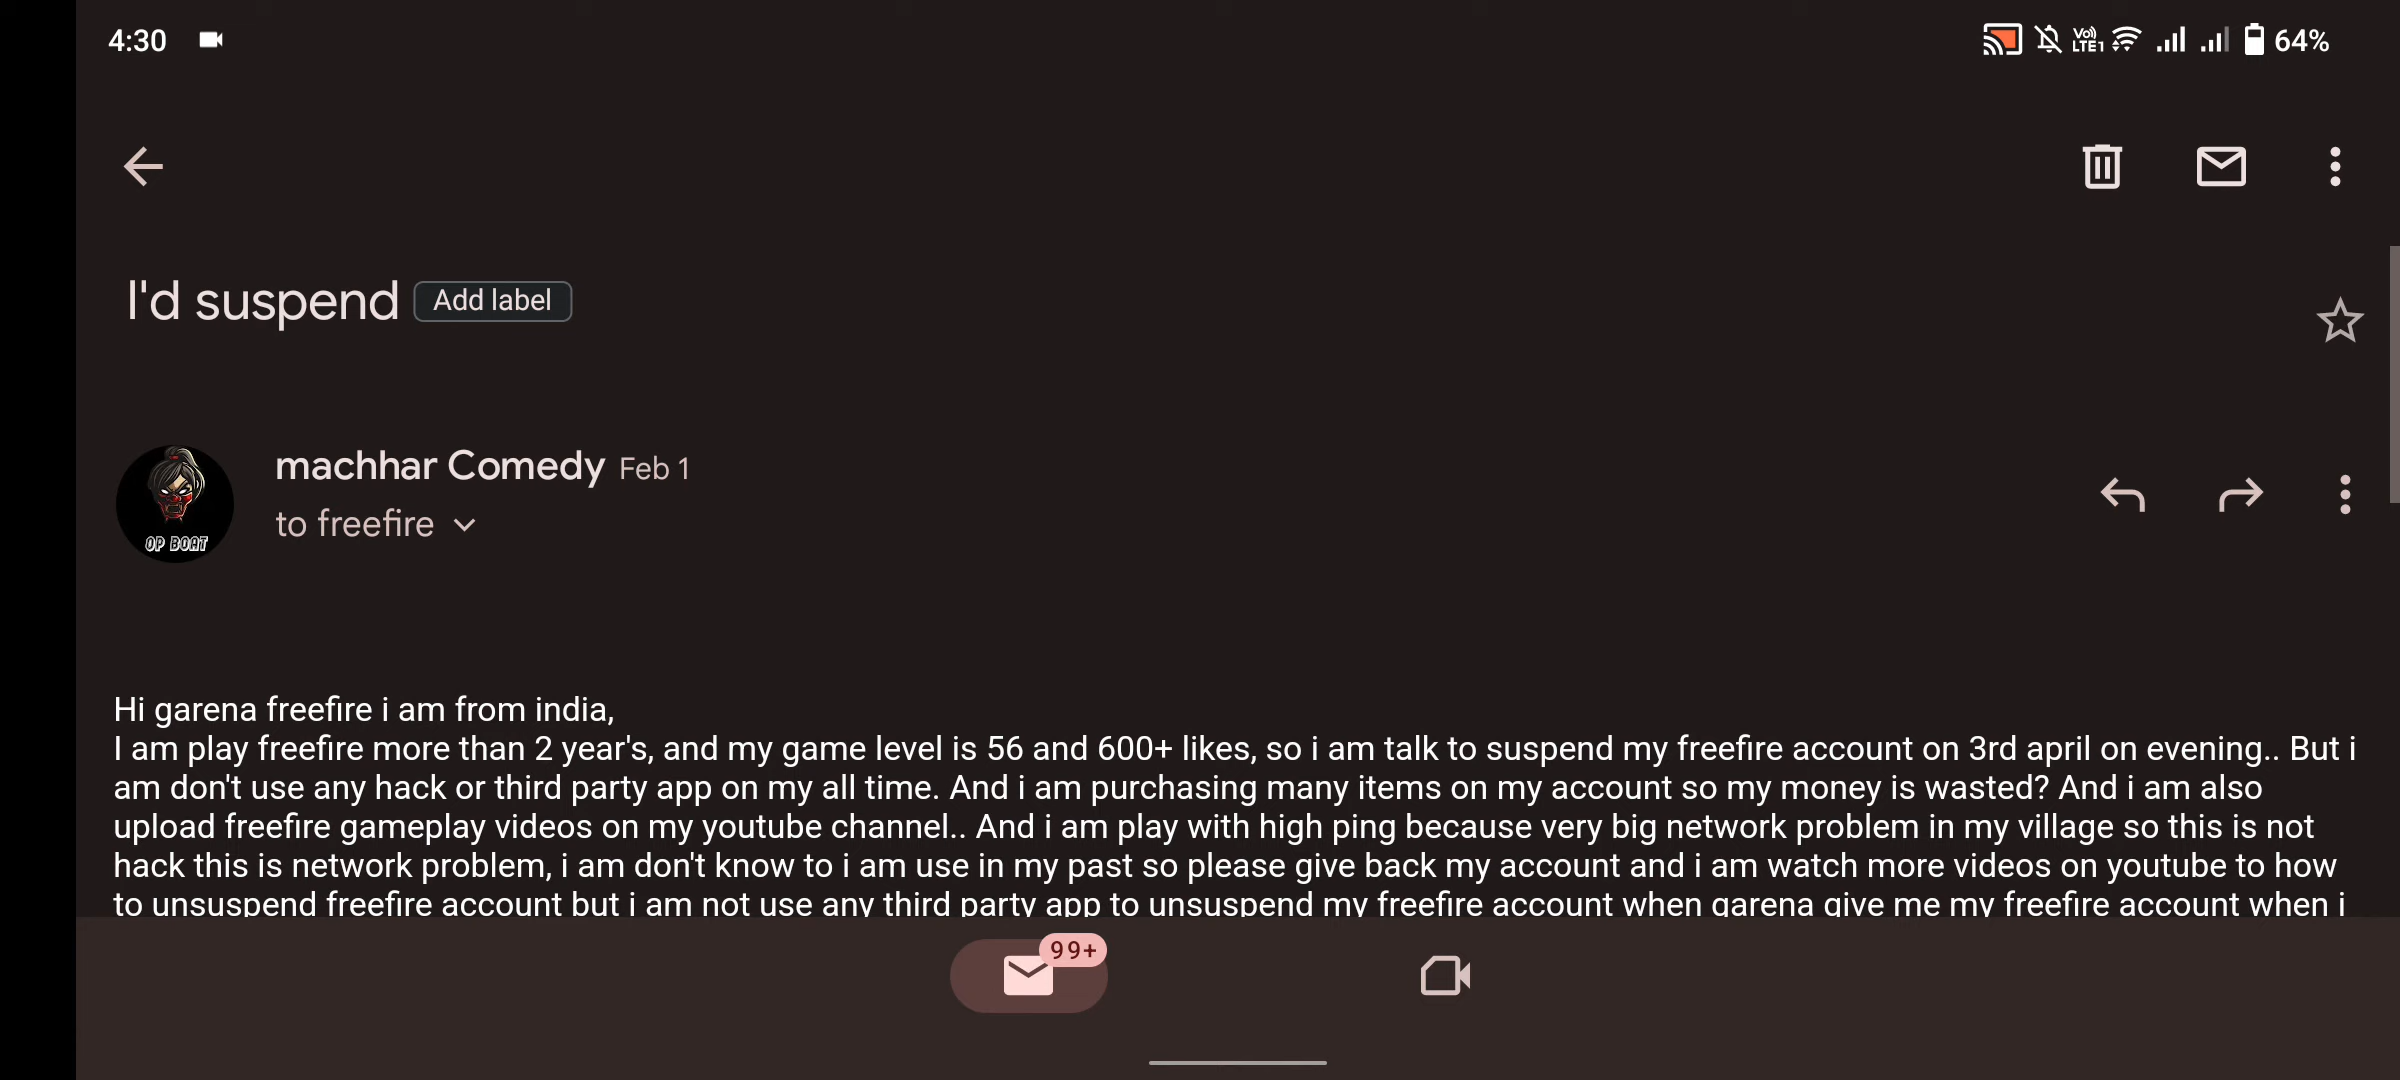 4:30
Vo)) LTE1
64%
I'd suspend Add label
machhar Comedy Feb 1
to freefire
OP BOAT
Hi garena freefire i am from india,
I am play freefire more than 2 year's, and my game level is 56 and 600+ likes, so i am talk to suspend my freefire account on 3rd april on evening.. But i
am don't use any hack or third party app on my all time. And i am purchasing many items on my account so my money is wasted? And i am also
upload freefire gameplay videos on my youtube channel.. And i am play with high ping because very big network problem in my village so this is not
hack this is network problem, i am don't know to i am use in my past so please give back my account and i am watch more videos on youtube to how
to unsuspend freefire account but i am not use any third party app to unsuspend my freefire account when garena give me my freefire account when i
99+